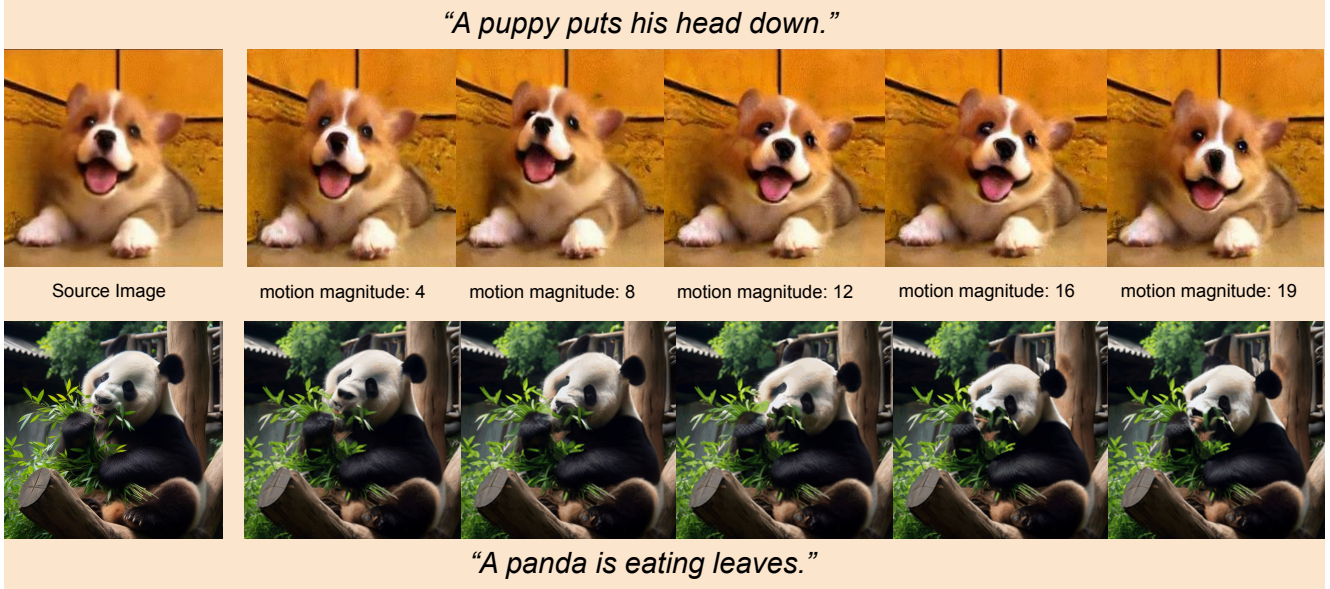 “A puppy puts his head down.”
Source Image
motion magnitude: 4
motion magnitude: 8
motion magnitude: 12
motion magnitude: 16
motion magnitude: 19
“A panda is eating leaves.”